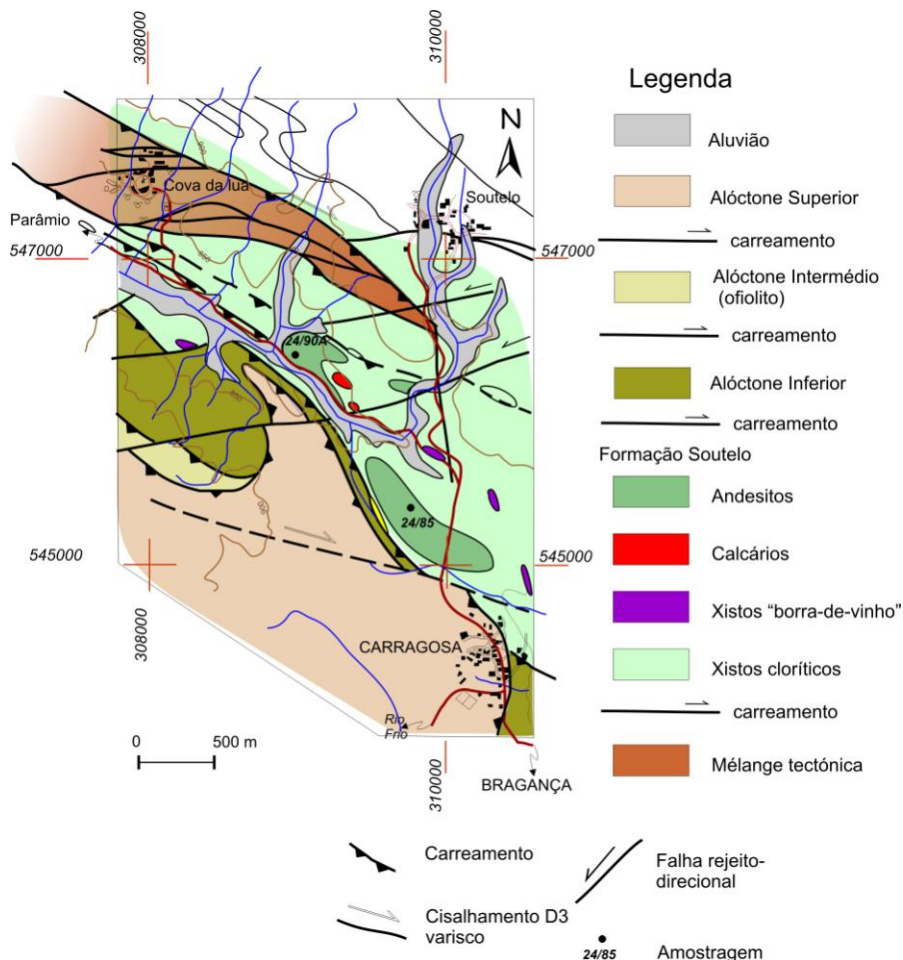 308000
310000
N
Cova da lua
Soutelo
Parâmio
547000
547000
24/90A
24/85
545000
545000
308000
CARRAGOSA
Rio
Frio
0 500 m
310000
BRAGANÇA
Legenda
Aluvião
Alóctone Superior
carreamento
Alóctone Intermédio
(ofiolito)
carreamento
Alóctone Inferior
carreamento
Formação Soutelo
Andesitos
Calcários
Xistos “borra-de-vinho”
Xistos cloríticos
carreamento
Mélange tectónica
Carreamento
Falha rejeito-
direcional
Cisalhamento D3
varisco
24/85
Amostragem